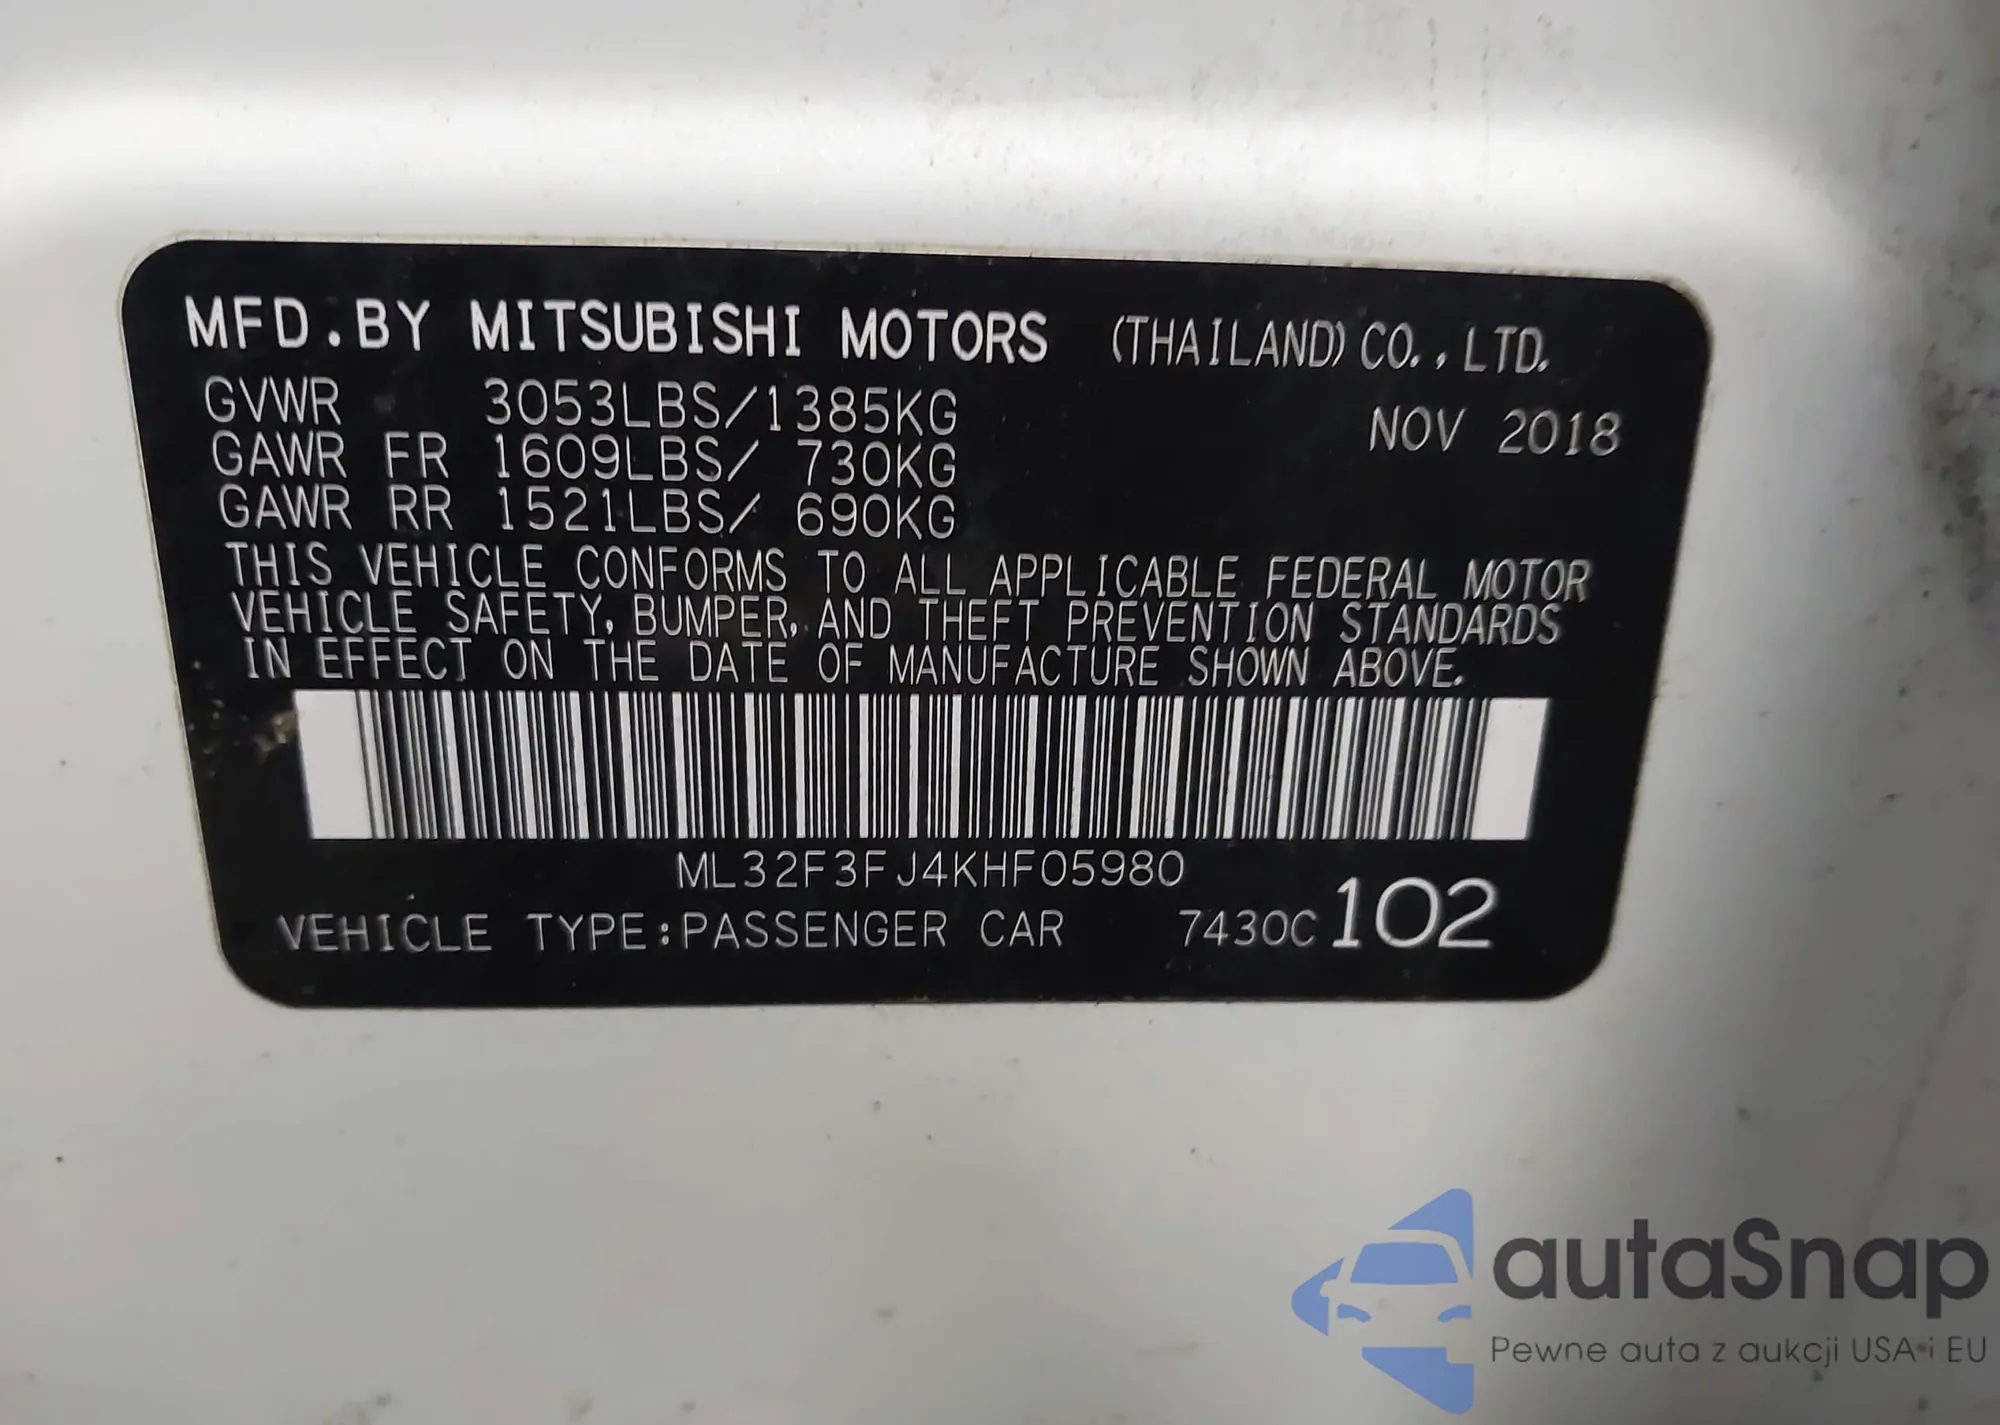 MFD.BY MITSUBISHI MOTORS (THAILAND) CO., LTD.
GVWR 3053LBS/1385KG NOV 2018
GAWR FR 1609LBS/ 730KG
GAWR RR 1521LBS/ 690KG
THIS VEHICLE CONFORMS TO ALL APPLICABLE FEDERAL MOTOR
VEHICLE SAFETY, BUMPER, AND THEFT PREVENTION STANDARDS
IN EFFECT ON THE DATE OF MANUFACTURE SHOWN ABOVE.
ML32F3FJ4KHF05980
VEHICLE TYPE:PASSENGER CAR 7430C 102
autaSnap
Pewne auta z aukcji USA i EU